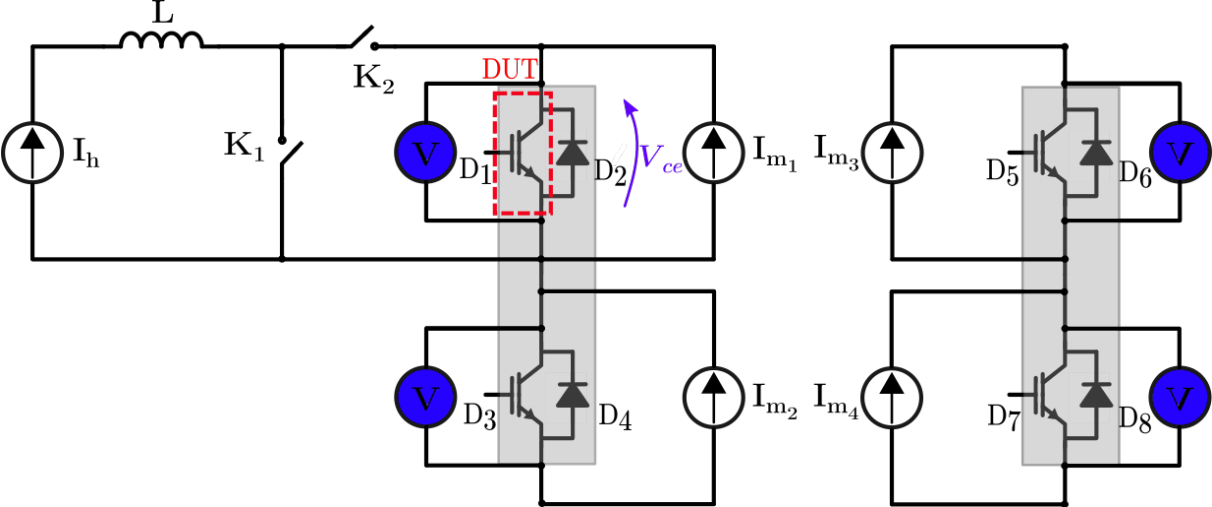 L
K2
DUT
Ih
K1
V
D1
D2
Vce
Im1
Im3
D5
D6
V
V
D3
D4
Im2
Im4
D7
D8
V